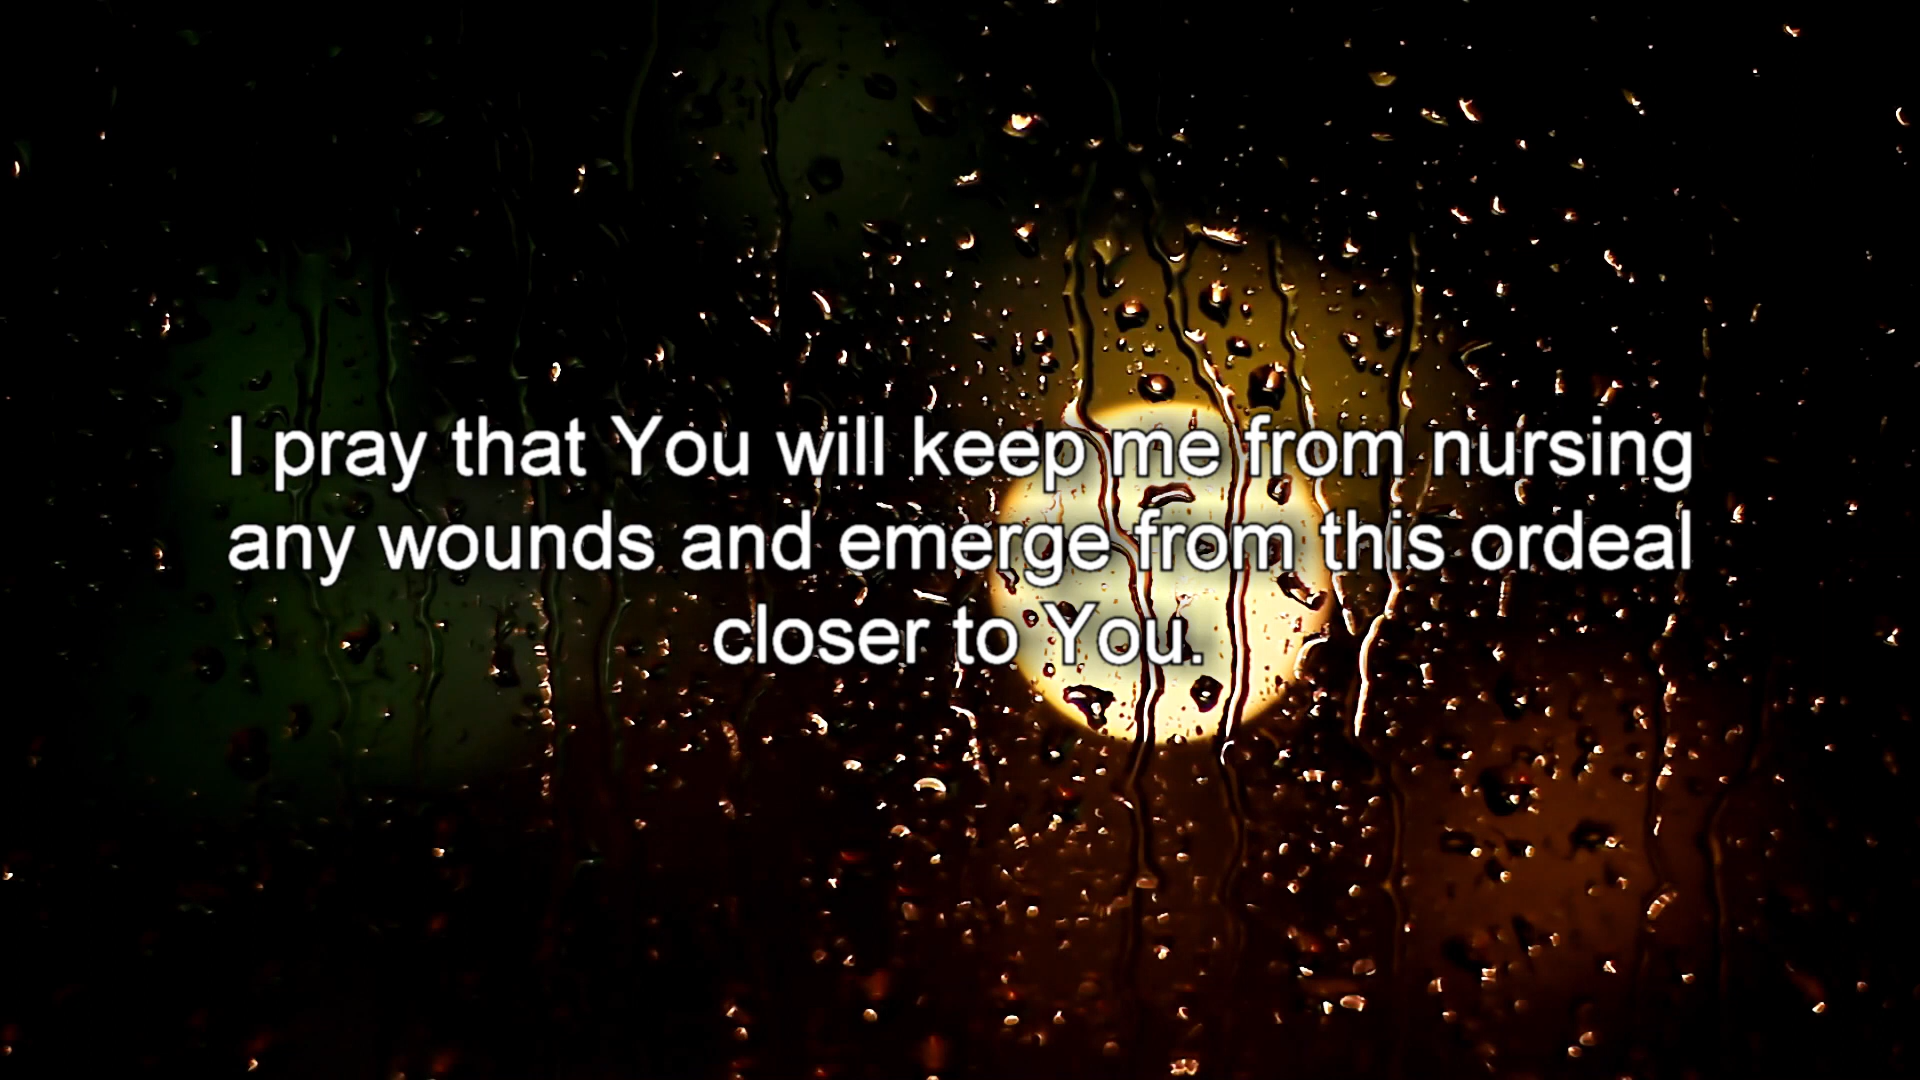 I pray that You will keep me from nursing
any wounds and emerge from this ordeal
closer to You.